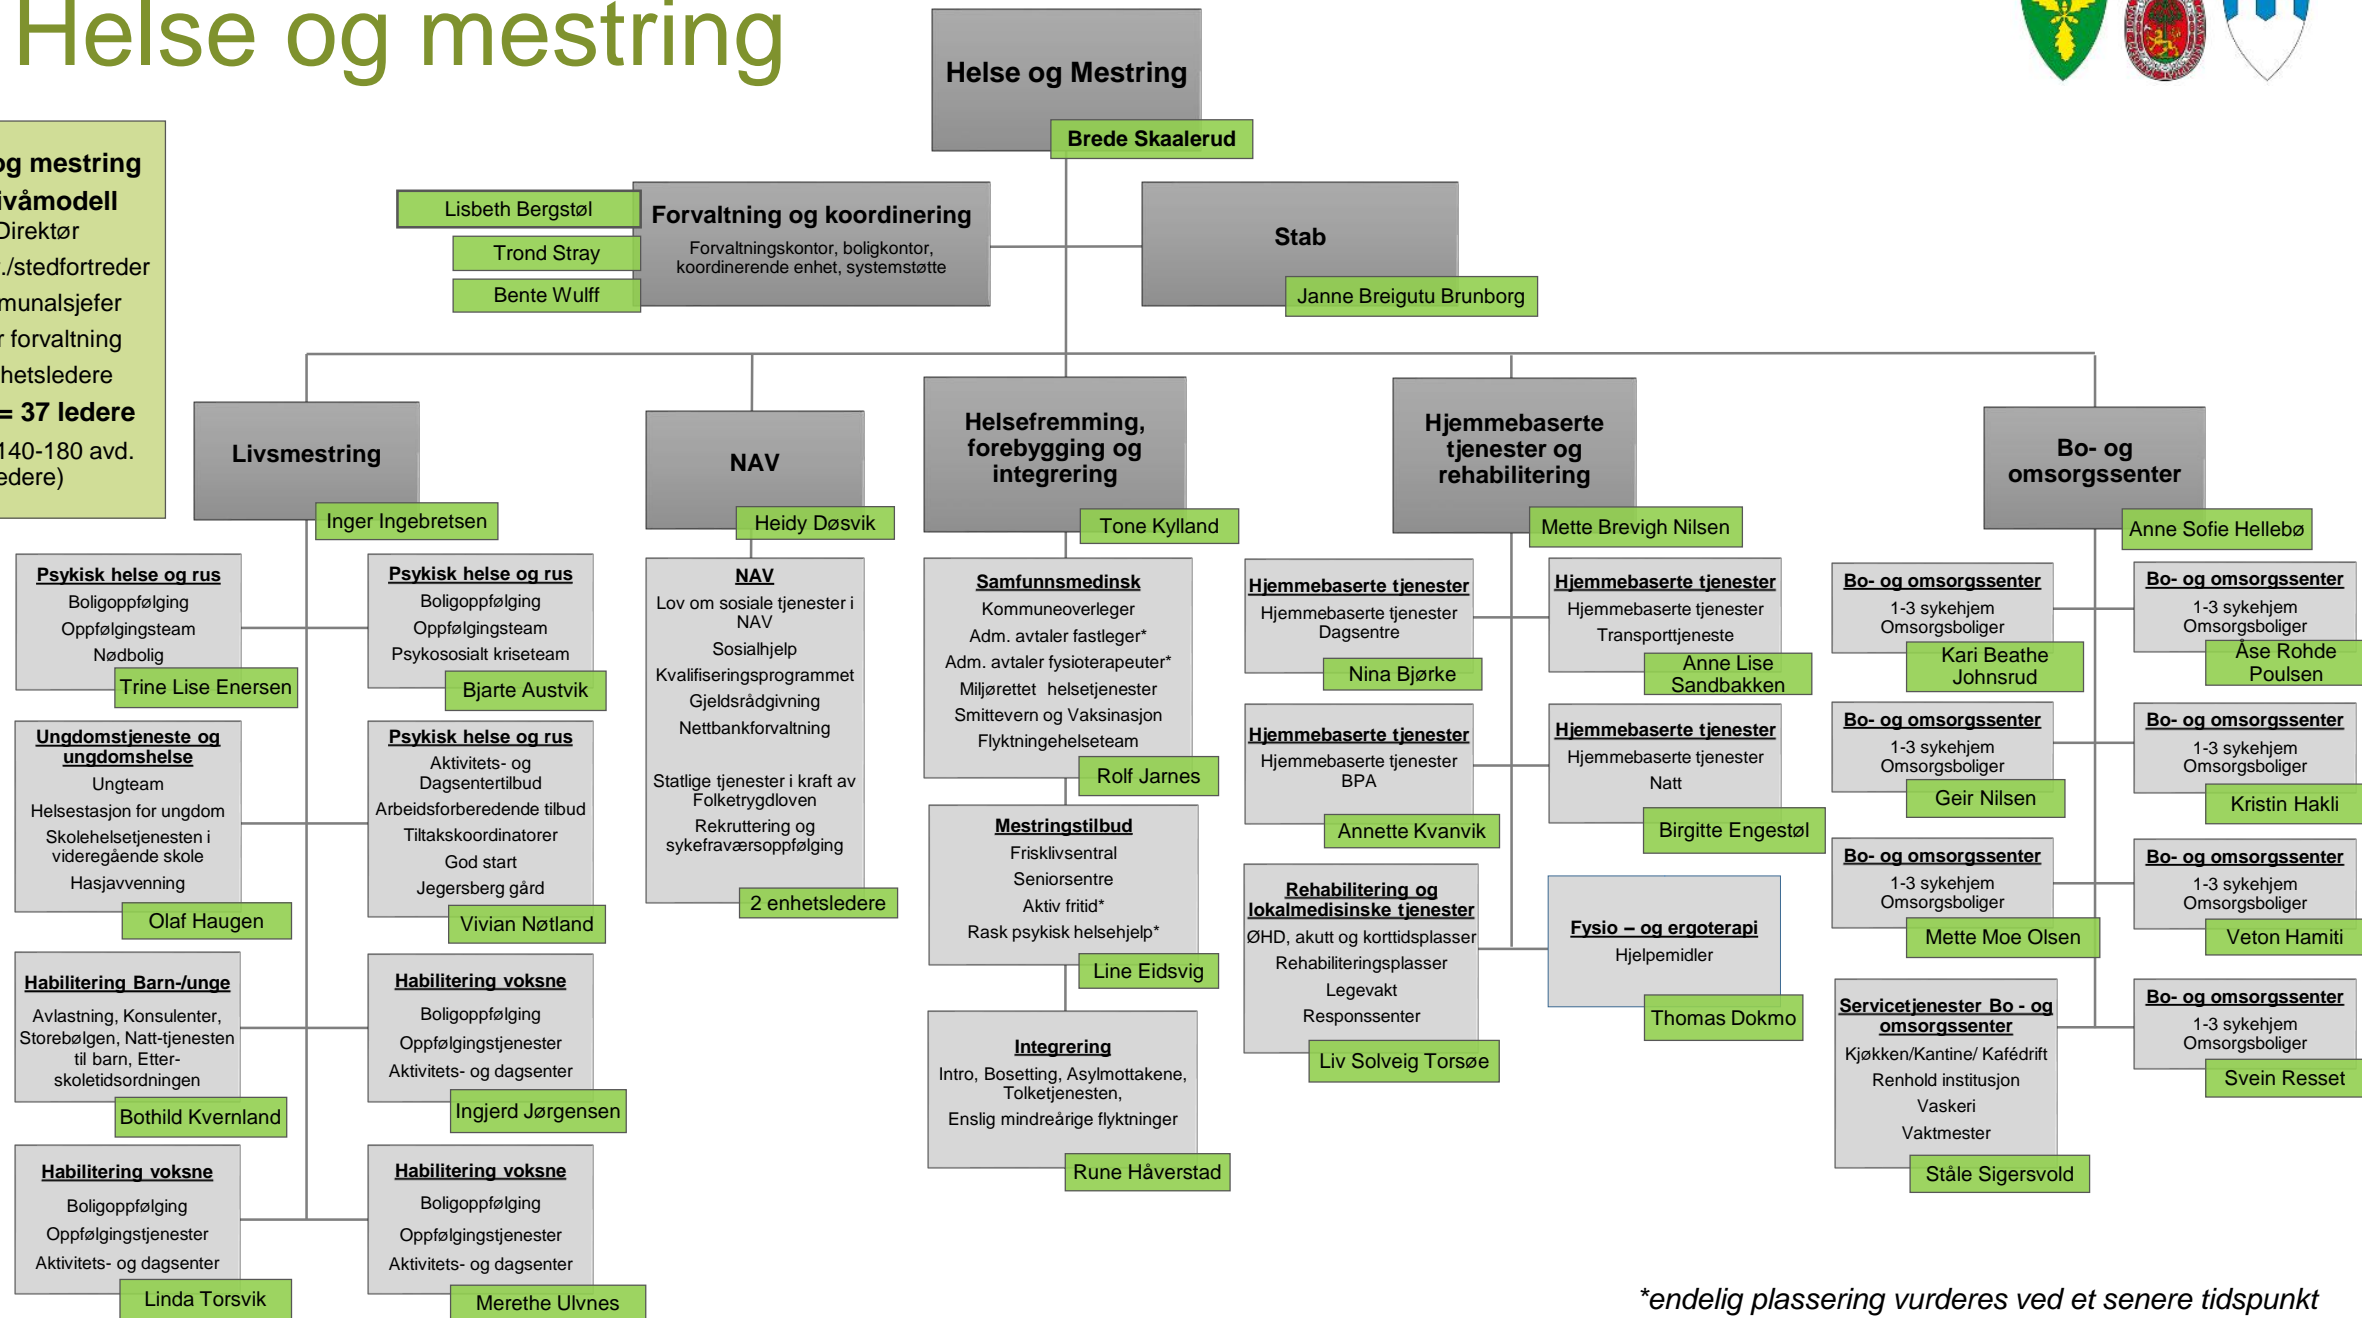 Helse og mestring
Helse og Mestring
Brede Skaalerud
og mestring
Direktør
forvaltning
= 37 ledere
140-180 avd.
Lisbeth Bergstøl
Trond Stray
Bente Wulff
Forvaltning og koordinering
Forvaltningskontor, boligkontor,
koordinerende enhet, systemstøtte
Stab
Janne Breigutu Brunborg
Livsmestring
Inger Ingebretsen
NAV
Heidy Døsvik
Helsefremming,
forebygging og
integrering
Tone Kylland
Hjemmebaserte
tjenester og
rehabilitering
Mette Brevigh Nilsen
Bo- og
omsorgssenter
Anne Sofie Hellebø
Psykisk helse og rus
Boligoppfølging
Oppfølgingsteam
Nødbolig
Trine Lise Enersen
Psykisk helse og rus
Boligoppfølging
Oppfølgingsteam
Psykososialt kriseteam
Bjarte Austvik
Ungdomstjeneste og
ungdomshelse
Ungteam
Helsestasjon for ungdom
Skolehelsetjenesten i
videregående skole
Hasjavvenning
Olaf Haugen
Psykisk helse og rus
Aktivitets- og
Dagsentertilbud
Arbeidsforberedende tilbud
Tiltakskoordinatorer
God start
Jegersberg gård
Vivian Nøtland
Habilitering Barn-/unge
Avlastning, Konsulenter,
Storebølgen, Natt-tjenesten
til barn, Etter-
skoletidsordningen
Bothild Kvernland
Habilitering voksne
Boligoppfølging
Oppfølgingstjenester
Aktivitets- og dagsenter
Ingjerd Jørgensen
Habilitering voksne
Boligoppfølging
Oppfølgingstjenester
Aktivitets- og dagsenter
Linda Torsvik
Habilitering voksne
Boligoppfølging
Oppfølgingstjenester
Aktivitets- og dagsenter
Merethe Ulvnes
NAV
Lov om sosiale tjenester i
NAV
Sosialhjelp
Kvalifiseringsprogrammet
Gjeldsrådgivning
Nettbankforvaltning
Statlige tjenester i kraft av
Folketrygdloven
Rekruttering og
sykefraværsoppfølging
2 enhetsledere
Samfunnsmedinsk
Kommuneoverleger
Adm. avtaler fastleger*
Adm. avtaler fysioterapeuter*
Miljørettet helsetjenester
Smittevern og Vaksinasjon
Flyktningehelseteam
Rolf Jarnes
Mestringstilbud
Frisklivsentral
Seniorsentre
Aktiv fritid*
Rask psykisk helsehjelp*
Line Eidsvig
Integrering
Intro, Bosetting, Asylmottakene,
Tolketjenesten,
Enslig mindreårige flyktninger
Rune Håverstad
Hjemmebaserte tjenester
Hjemmebaserte tjenester
Dagsentre
Nina Bjørke
Hjemmebaserte tjenester
Hjemmebaserte tjenester
Transporttjeneste
Anne Lise
Sandbakken
Hjemmebaserte tjenester
Hjemmebaserte tjenester
BPA
Annette Kvanvik
Hjemmebaserte tjenester
Hjemmebaserte tjenester
Natt
Birgitte Engestøl
Rehabilitering og
lokalmedisinske tjenester
ØHD, akutt og korttidsplasser
Rehabiliteringsplasser
Legevakt
Responssenter
Liv Solveig Torsøe
Fysio – og ergoterapi
Hjelpemidler
Thomas Dokmo
Bo- og omsorgssenter
1-3 sykehjem
Omsorgsboliger
Kari Beathe
Johnsrud
Bo- og omsorgssenter
1-3 sykehjem
Omsorgsboliger
Åse Rohde
Poulsen
Bo- og omsorgssenter
1-3 sykehjem
Omsorgsboliger
Geir Nilsen
Bo- og omsorgssenter
1-3 sykehjem
Omsorgsboliger
Kristin Hakli
Bo- og omsorgssenter
1-3 sykehjem
Omsorgsboliger
Mette Moe Olsen
Bo- og omsorgssenter
1-3 sykehjem
Omsorgsboliger
Veton Hamiti
Servicetjenester Bo - og
omsorgssenter
Kjøkken/Kantine/ Kafédrift
Renhold institusjon
Vaskeri
Vaktmester
Ståle Sigersvold
Bo- og omsorgssenter
1-3 sykehjem
Omsorgsboliger
Svein Resset
*endelig plassering vurderes ved et senere tidspunkt